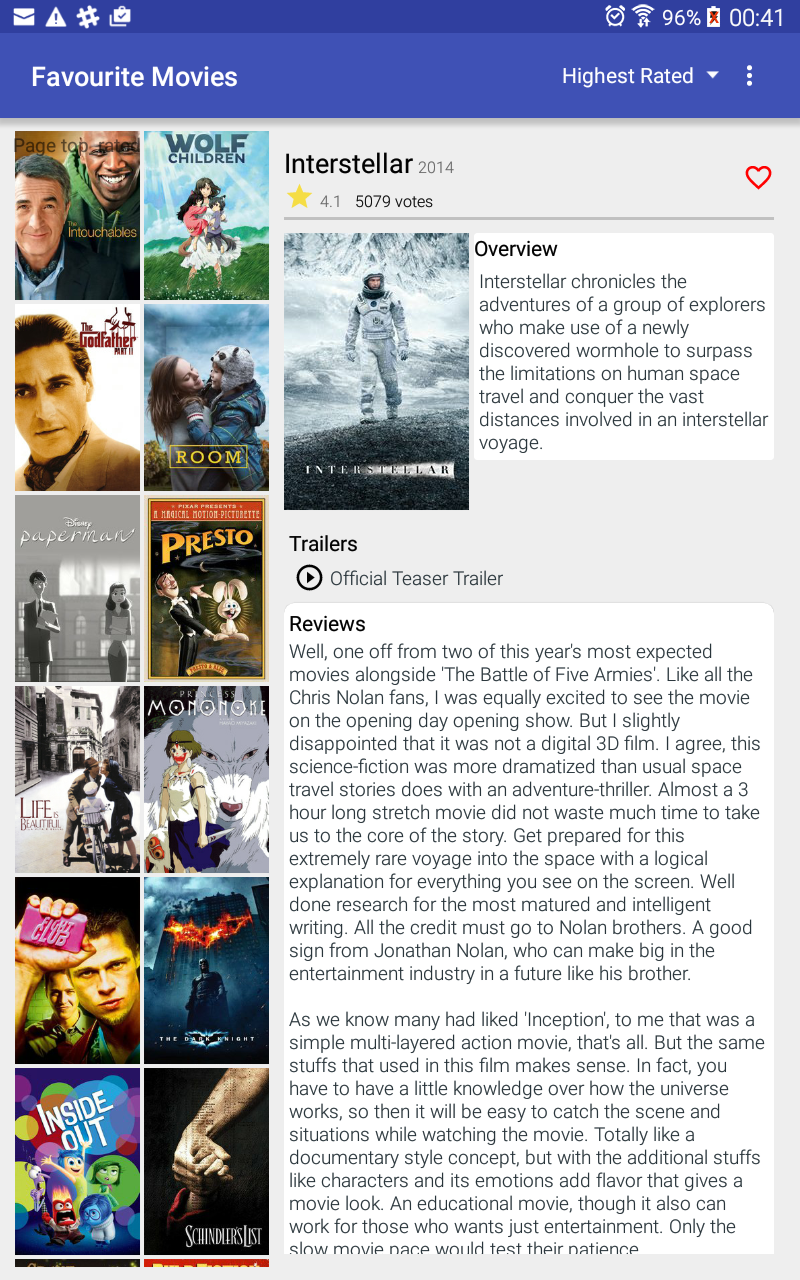 96% 00:41
Favourite Movies
Highest Rated
Page top_rated
The Intouchables
WOLF
CHILDREN
The
Godfather
PART II
ROOM
Disney
paperman
PIXAR PRESENTS
A MAGICAL MOTION-PICTURETTE
PRESTO
PRESTO & ALEC
LIFE IS
BEAUTIFUL
PRINCESS
MONONOKE
FIGHT
CLUB
THE DARK KNIGHT
INSIDE
OUT
SCHINDLER'S LIST
PULP FICTION
Interstellar 2014
4.1 5079 votes
INTERSTELLAR
Overview
Interstellar chronicles the
adventures of a group of explorers
who make use of a newly
discovered wormhole to surpass
the limitations on human space
travel and conquer the vast
distances involved in an interstellar
voyage.
Trailers
Official Teaser Trailer
Reviews
Well, one off from two of this year's most expected
movies alongside 'The Battle of Five Armies'. Like all the
Chris Nolan fans, I was equally excited to see the movie
on the opening day opening show. But I slightly
disappointed that it was not a digital 3D film. I agree, this
science-fiction was more dramatized than usual space
travel stories does with an adventure-thriller. Almost a 3
hour long stretch movie did not waste much time to take
us to the core of the story. Get prepared for this
extremely rare voyage into the space with a logical
explanation for everything you see on the screen. Well
done research for the most matured and intelligent
writing. All the credit must go to Nolan brothers. A good
sign from Jonathan Nolan, who can make big in the
entertainment industry in a future like his brother.
As we know many had liked 'Inception', to me that was a
simple multi-layered action movie, that's all. But the same
stuffs that used in this film makes sense. In fact, you
have to have a little knowledge over how the universe
works, so then it will be easy to catch the scene and
situations while watching the movie. Totally like a
documentary style concept, but with the additional stuffs
like characters and its emotions add flavor that gives a
movie look. An educational movie, though it also can
work for those who wants just entertainment. Only the
slow movie pace would test their patience.